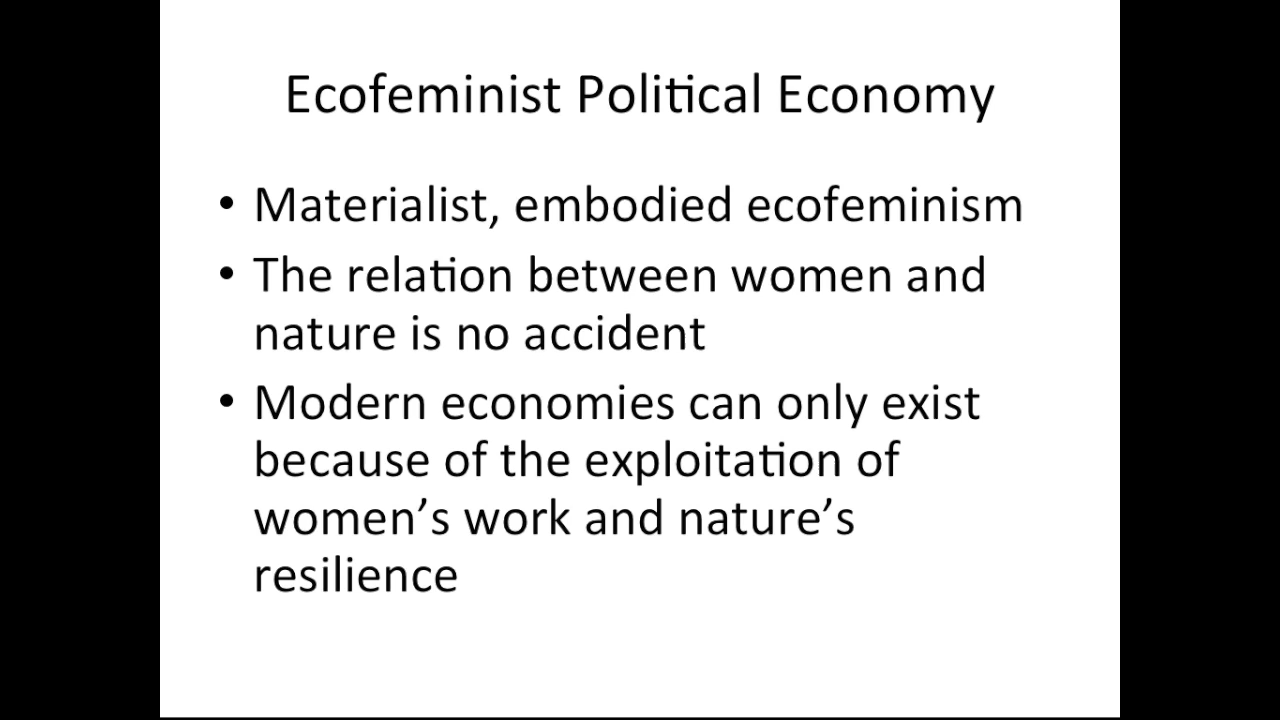 Ecofeminist Political Economy
• Materialist, embodied ecofeminism
• The relation between women and
nature is no accident
• Modern economies can only exist
because of the exploitation of
women’s work and nature’s
resilience